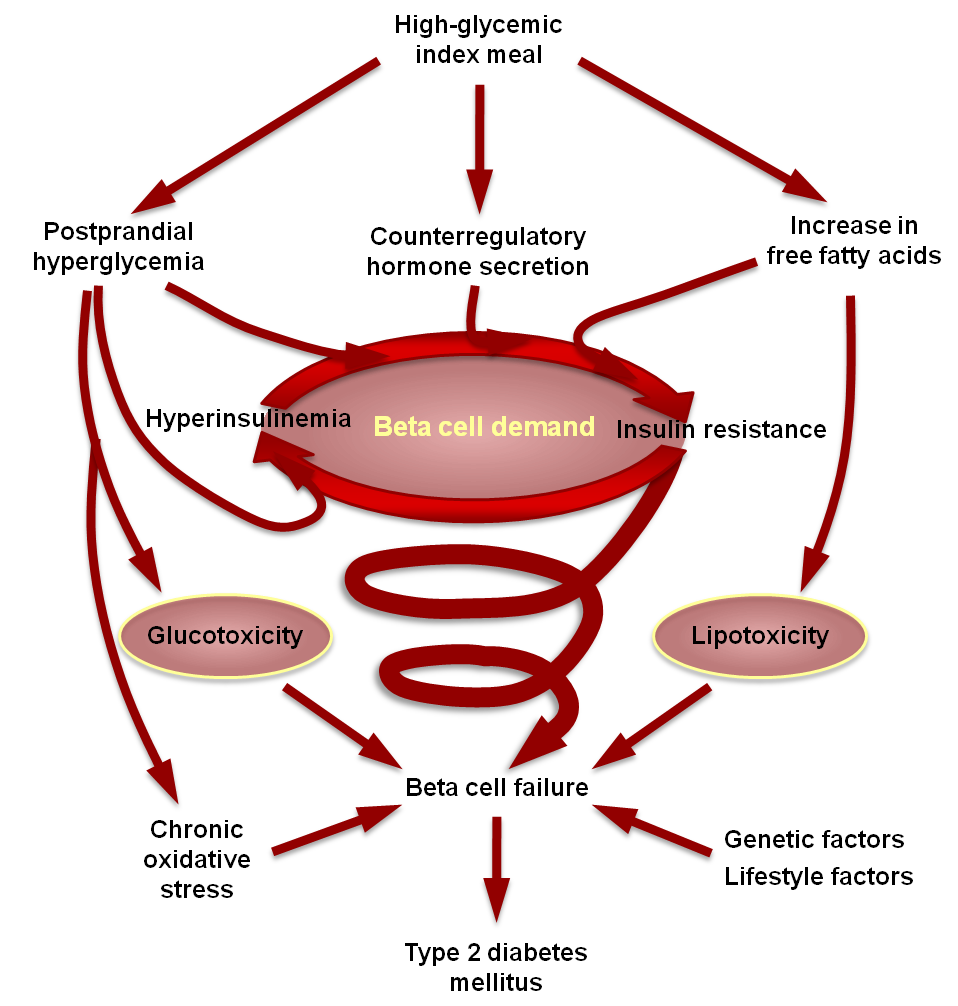 High-glycemic
index meal
Postprandial
hyperglycemia
Counterregulatory
hormone secretion
Increase in
free fatty acids
Hyperinsulinemia
Beta cell demand
Insulin resistance
Glucotoxicity
Lipotoxicity
Beta cell failure
Chronic
oxidative
stress
Genetic factors
Lifestyle factors
Type 2 diabetes
mellitus